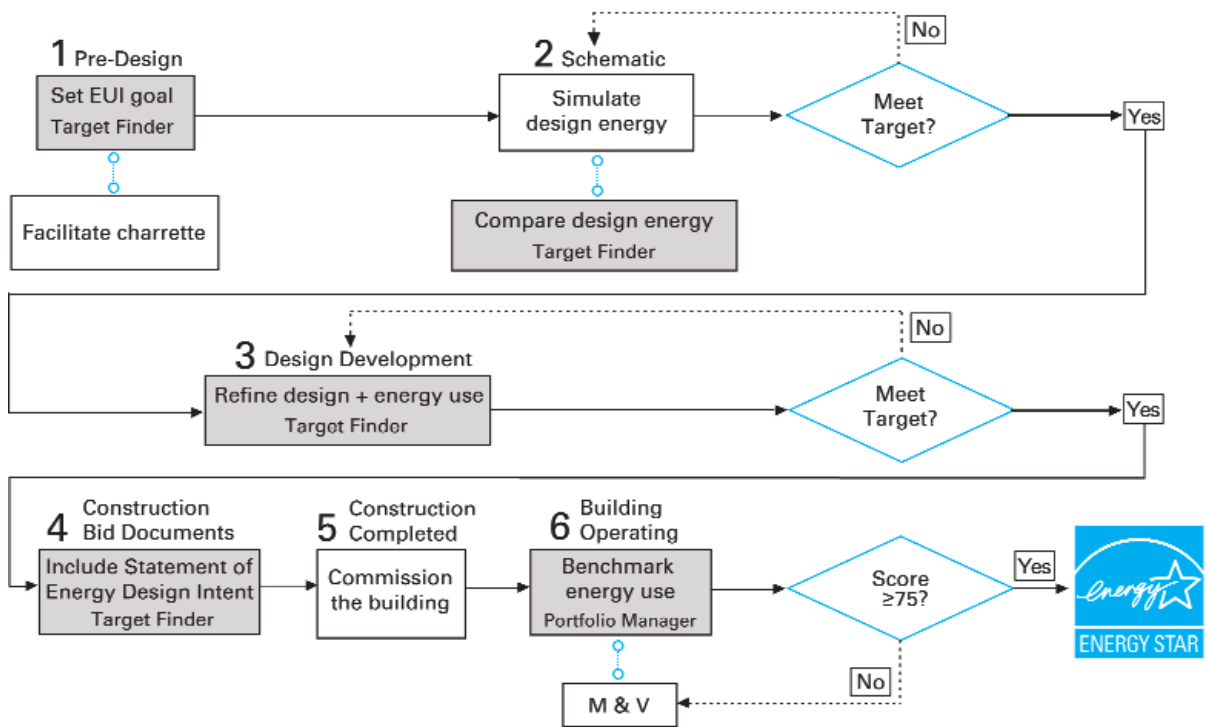 1 Pre-Design
Set EUI goal
Target Finder
Facilitate charrette
2 Schematic
Simulate
design energy
Compare design energy
Target Finder
No
Meet
Target?
Yes
3 Design Development
Refine design + energy use
Target Finder
No
Meet
Target?
Yes
4 Construction
Bid Documents
Include Statement of
Energy Design Intent
Target Finder
5 Construction
Completed
Commission
the building
6 Building
Operating
Benchmark
energy use
Portfolio Manager
M & V
Score
≥75?
No
Yes
energy
ENERGY STAR